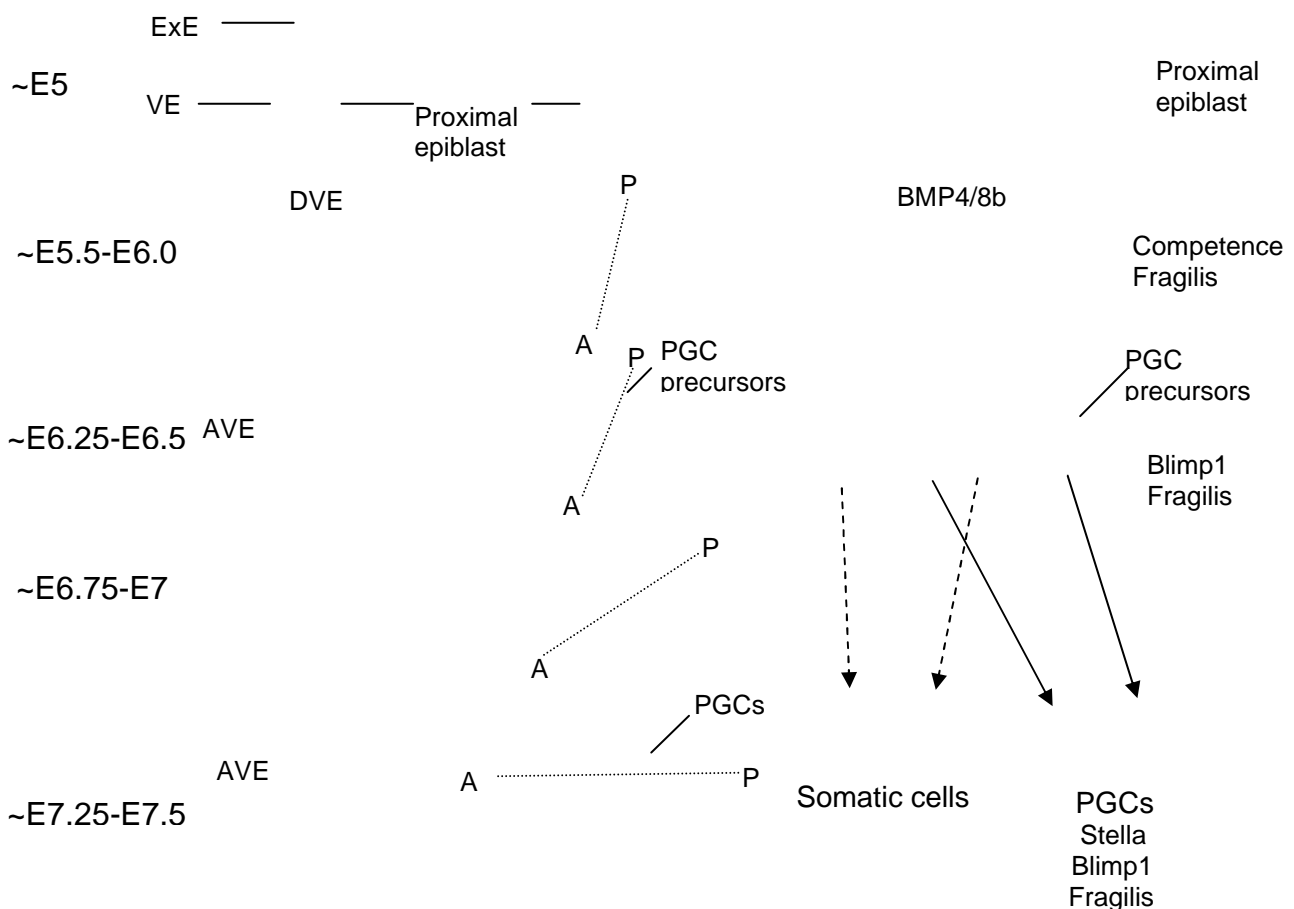 ExE
~E5
VE
Proximal
epiblast
Proximal
epiblast
DVE
P
BMP4/8b
~E5.5-E6.0
Competence
Fragilis
A
P
PGC
precursors
PGC
precursors
~E6.25-E6.5
AVE
Blimp1
Fragilis
A
P
~E6.75-E7
A
PGCs
AVE
A
P
~E7.25-E7.5
Somatic cells
PGCs
Stella
Blimp1
Fragilis